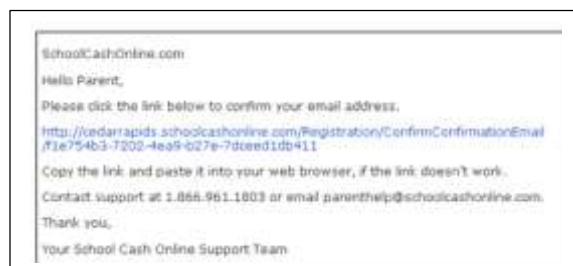 SchoolCashOnline.com
Hello Parent,
Please click the link below to confirm your email address.
http://cedarrapids.schoolcashonline.com/Registration/ConfirmConfirmationEmail
/f1e754b3-7202-4ea9-b27e-7dceed1db411
Copy the link and paste it into your web browser, if the link doesn't work.
Contact support at 1.866.961.1803 or email parenthelp@schoolcashonline.com.
Thank you,
Your School Cash Online Support Team